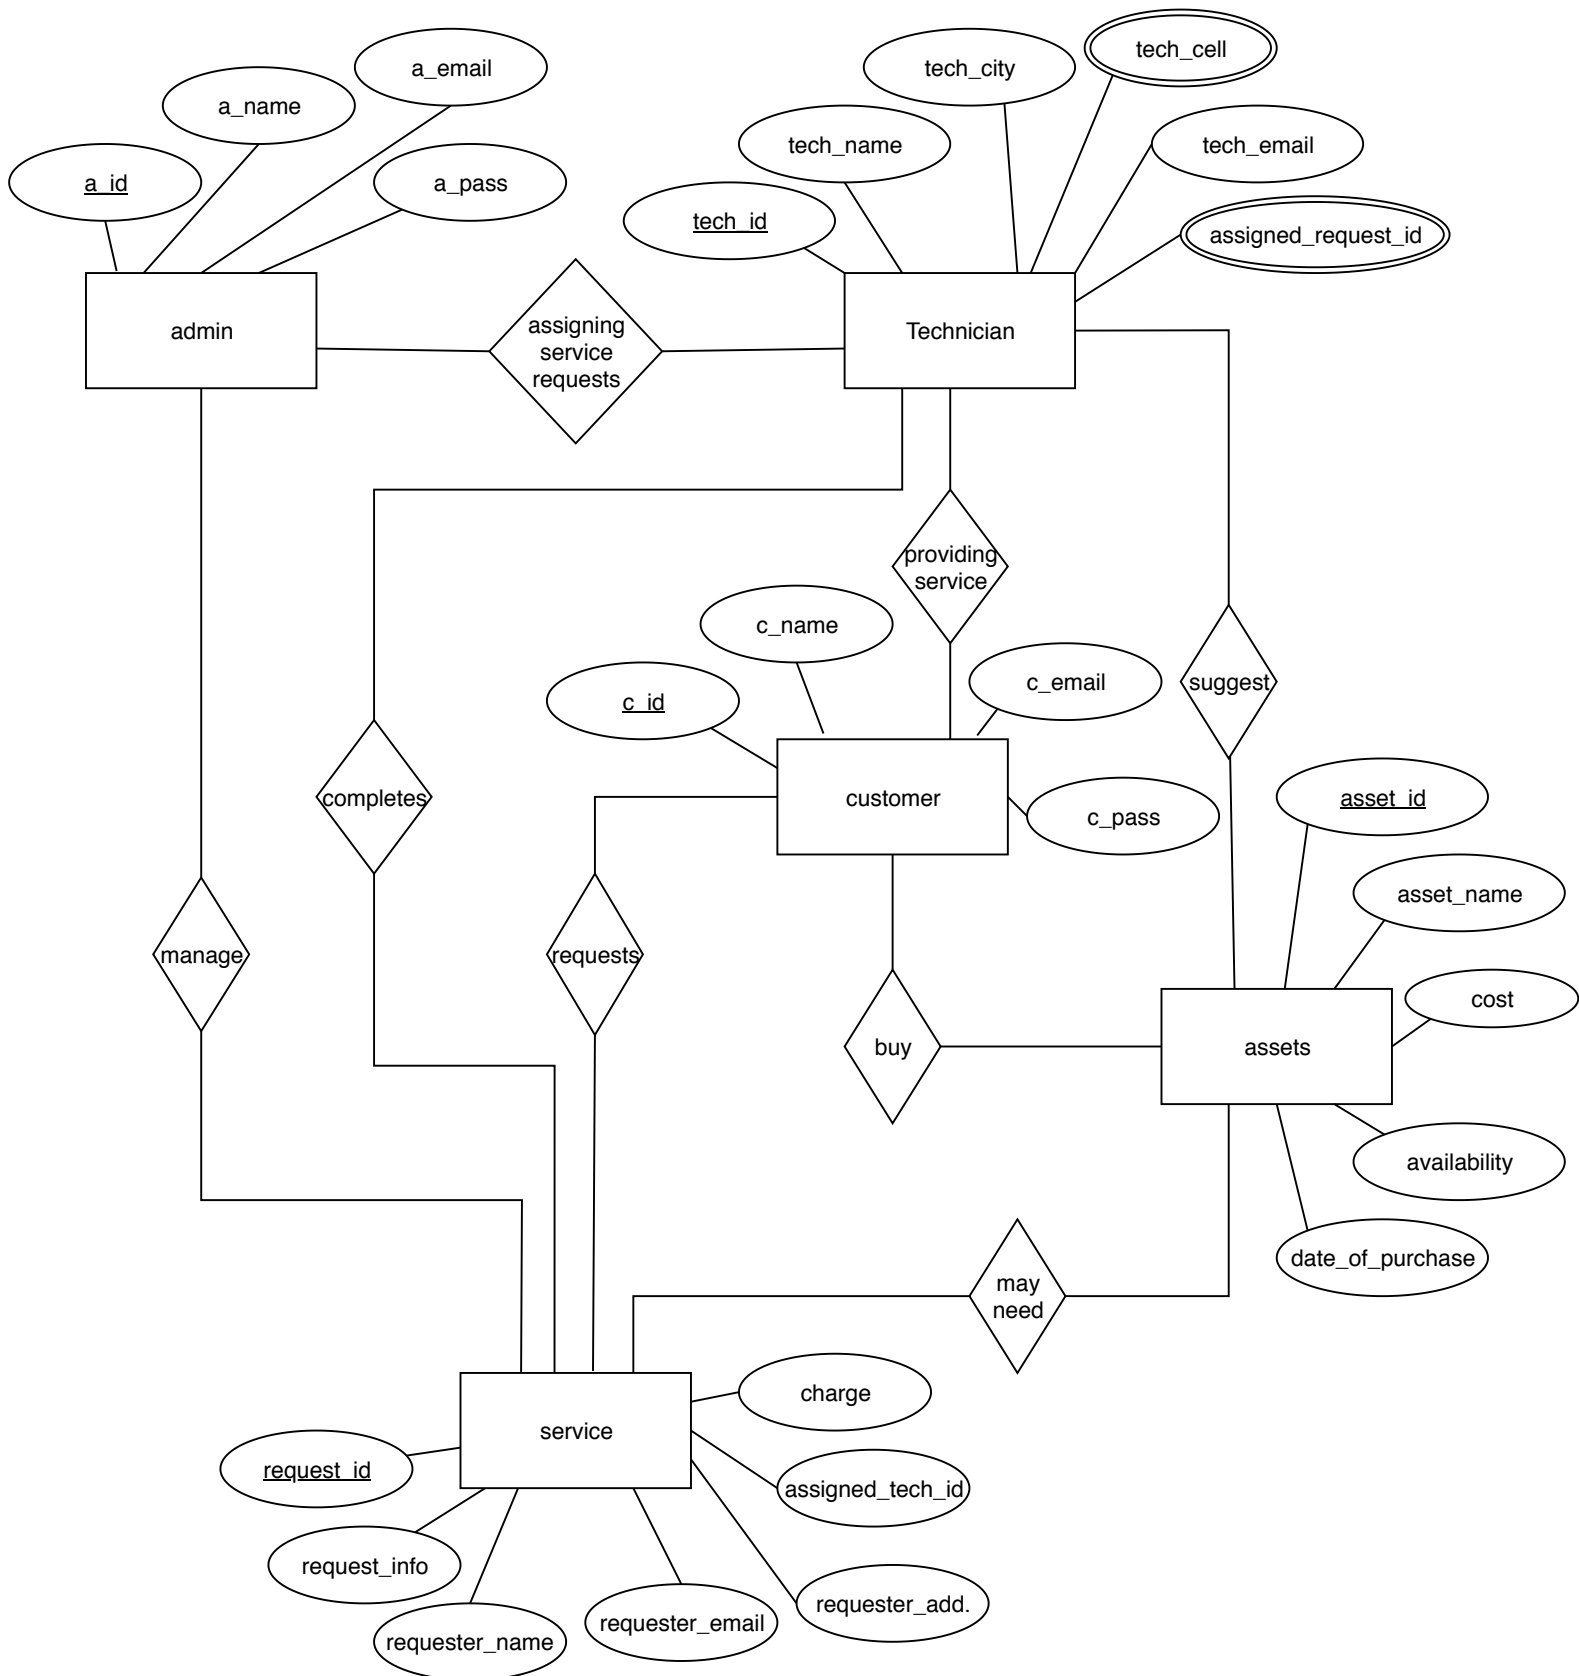 a_email
tech_city
tech_cell
a_name
tech_name
tech_email
a_id
a_pass
tech_id
assigned_request_id
admin
assigning
service
requests
Technician
providing
service
c_name
c_email
suggest
c_id
completes
customer
c_pass
asset_id
asset_name
manage
requests
buy
assets
cost
availability
date_of_purchase
may
need
charge
service
request_id
assigned_tech_id
request_info
requester_name
requester_email
requester_add.